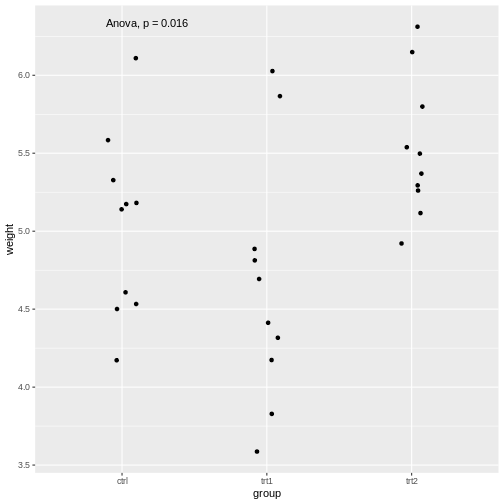 Anova, p = 0.016
6.0
5.5
5.0
4.5
4.0
3.5
weight
ctrl
trt1
trt2
group